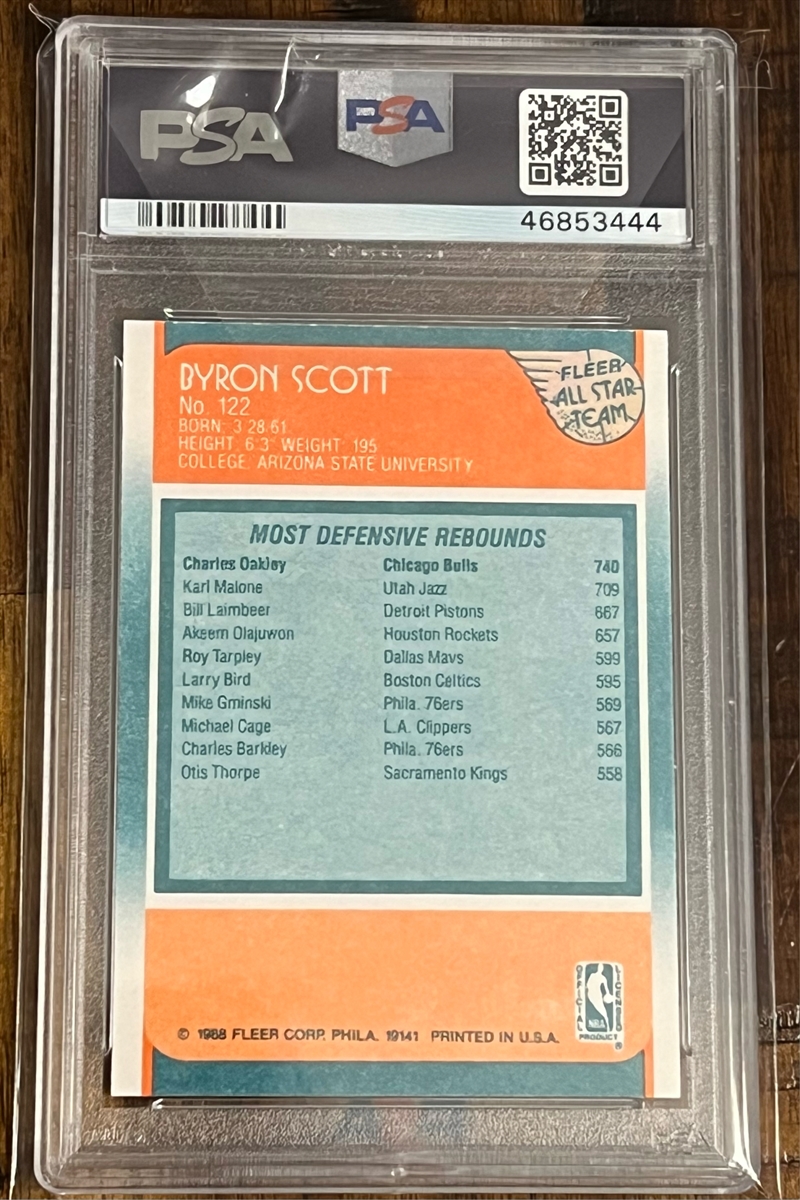 PSA PSA
46853444
BYRON SCOTT
No. 122
BORN: 3 28 61
HEIGHT: 6'3" WEIGHT: 195
COLLEGE: ARIZONA STATE UNIVERSITY
FLEER
ALL STAR
TEAM
MOST DEFENSIVE REBOUNDS
Charles Oakley Chicago Bulls 740
Karl Malone Utah Jazz 709
Bill Laimbeer Detroit Pistons 667
Akeem Olajuwon Houston Rockets 657
Roy Tarpley Dallas Mavs 599
Larry Bird Boston Celtics 595
Mike Gminski Phila. 76ers 569
Michael Cage L.A. Clippers 567
Charles Barkley Phila. 76ers 566
Otis Thorpe Sacramento Kings 558
OFFICIAL LICENSED
NBA
PRODUCT ®
© 1988 FLEER CORP. PHILA. 19141 PRINTED IN U.S.A.